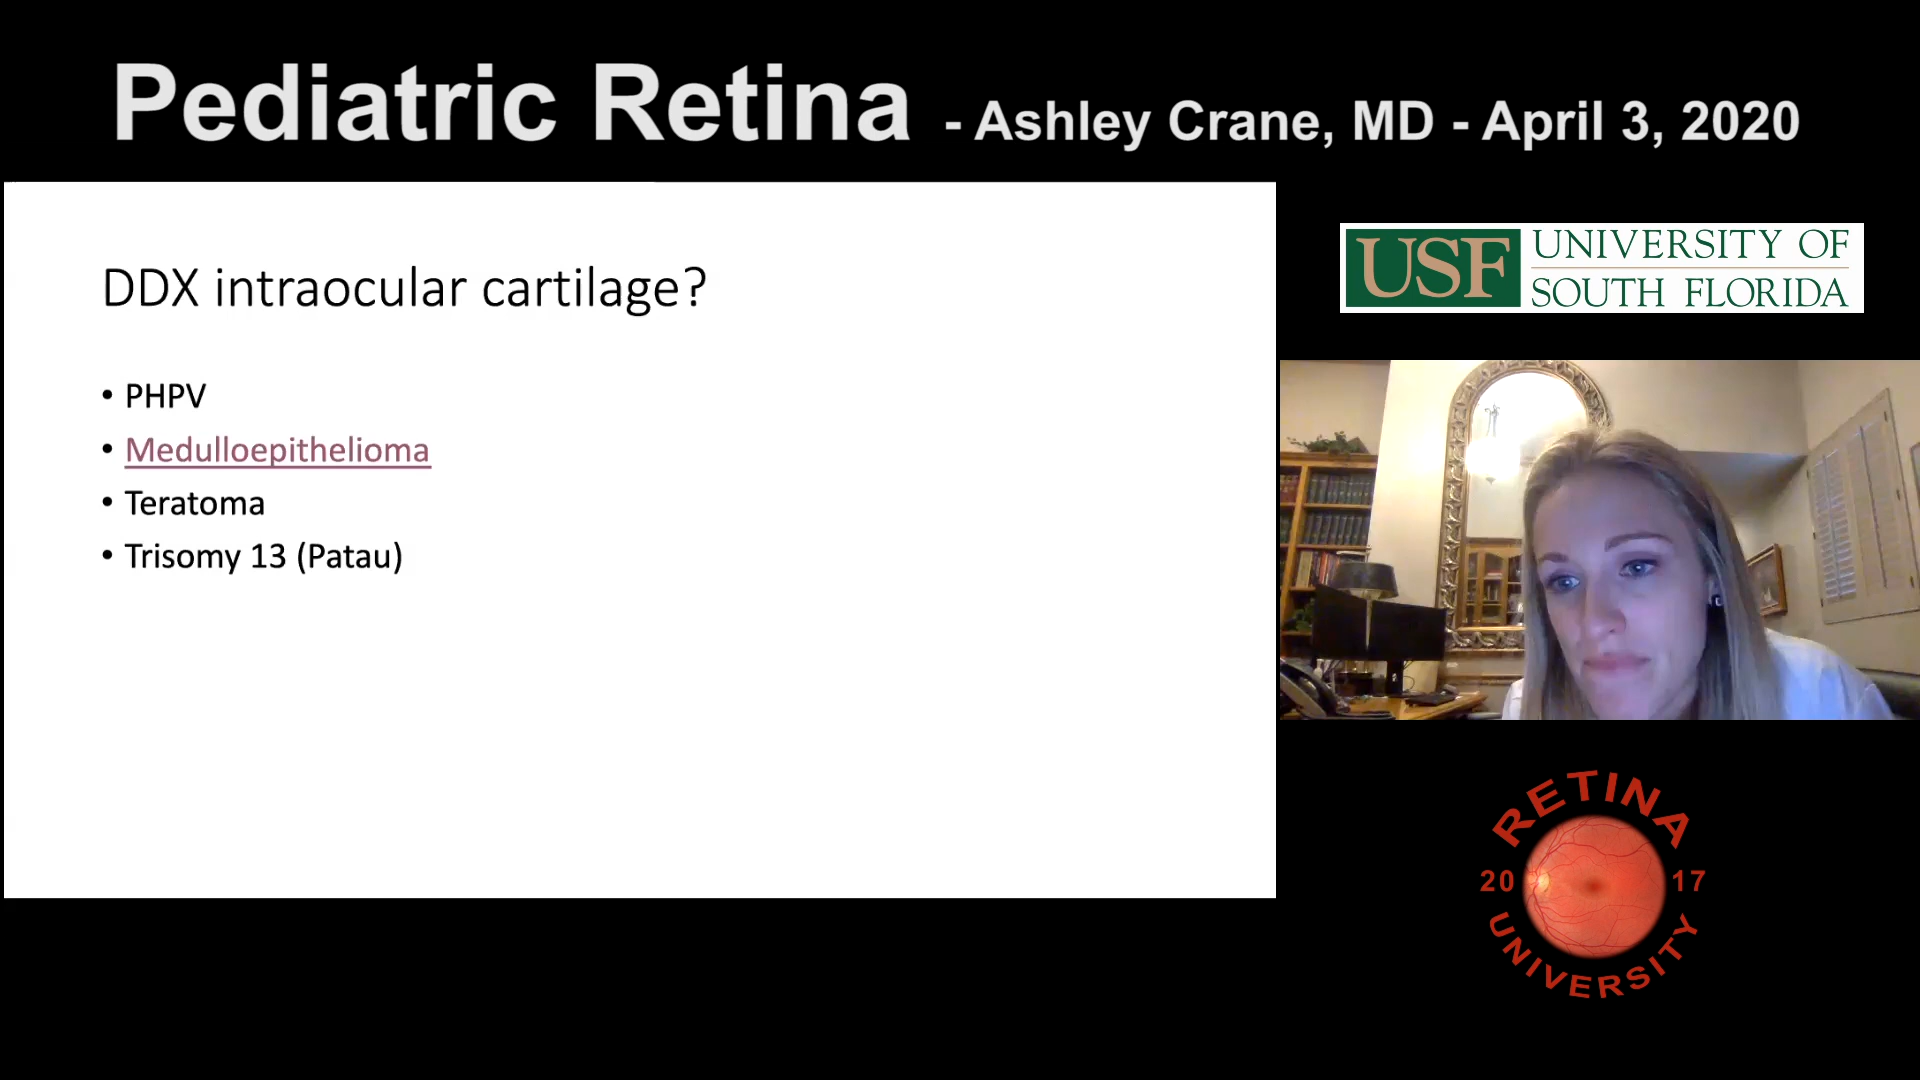 Pediatric Retina - Ashley Crane, MD - April 3, 2020
DDX intraocular cartilage?
• PHPV
• Medulloepithelioma
• Teratoma
• Trisomy 13 (Patau)
USF UNIVERSITY OF
SOUTH FLORIDA
RETINA
20 17
UNIVERSITY